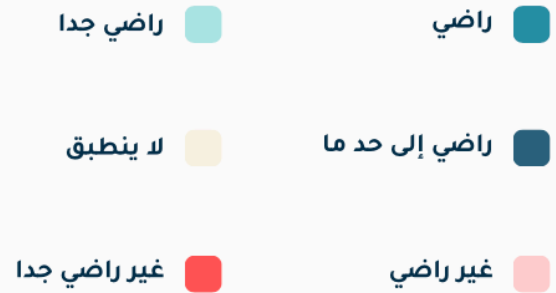 راضي
راضي جدا
راضي إلى حد ما
لا ينطبق
غير راضي
غير راضي جدا